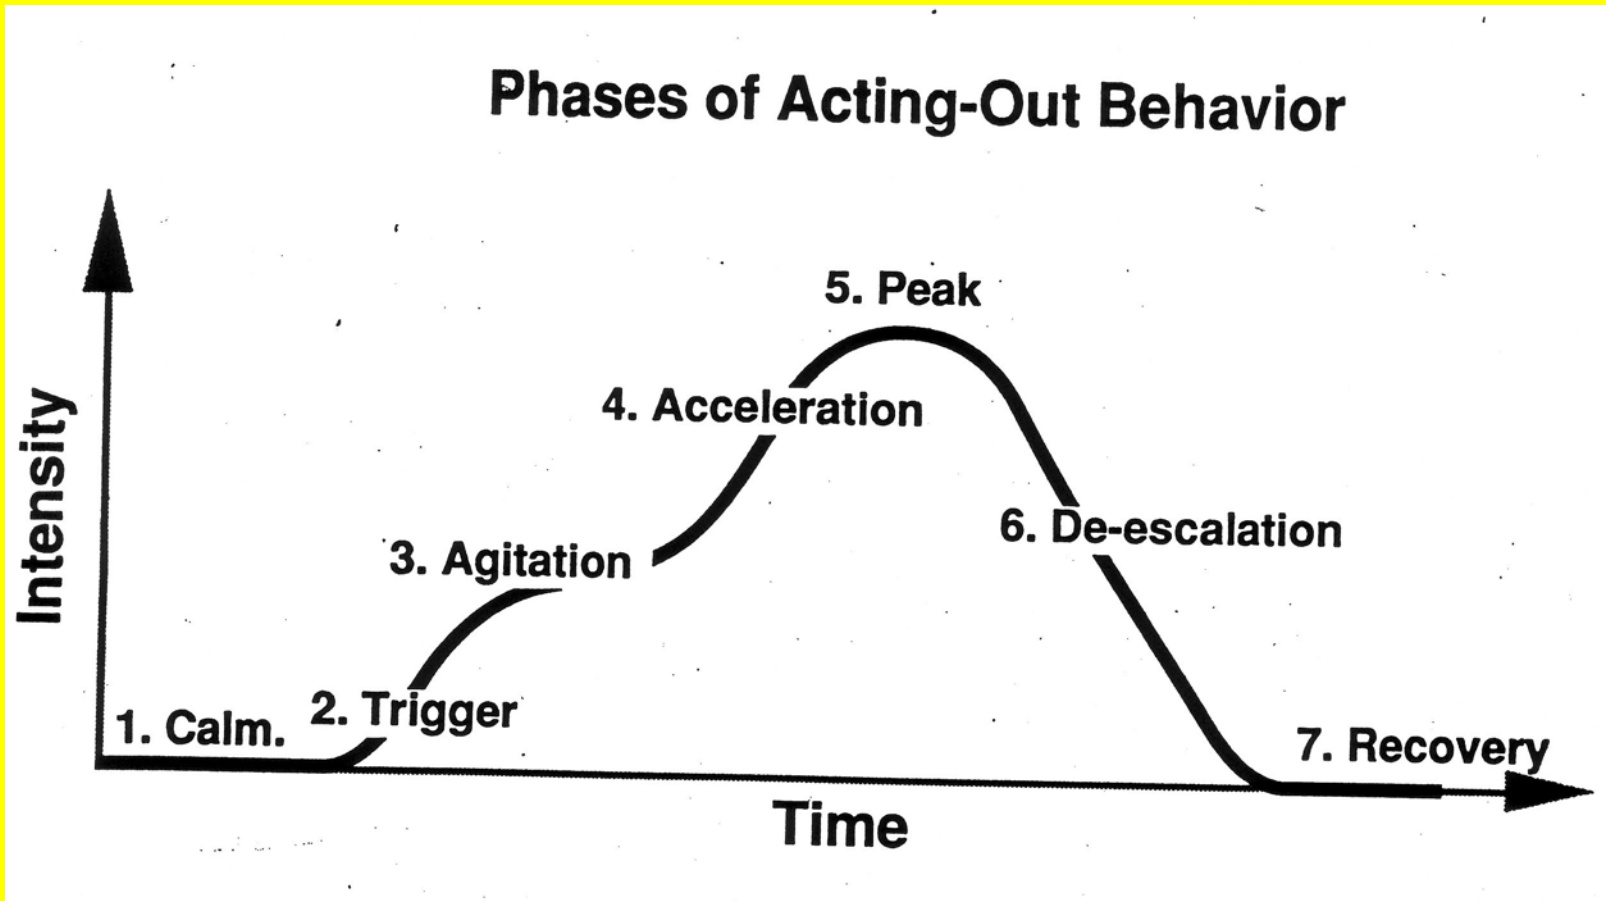 Phases of Acting-Out Behavior
Intensity
5. Peak
4. Acceleration
6. De-escalation
3. Agitation
2. Trigger
1. Calm.
7. Recovery
Time